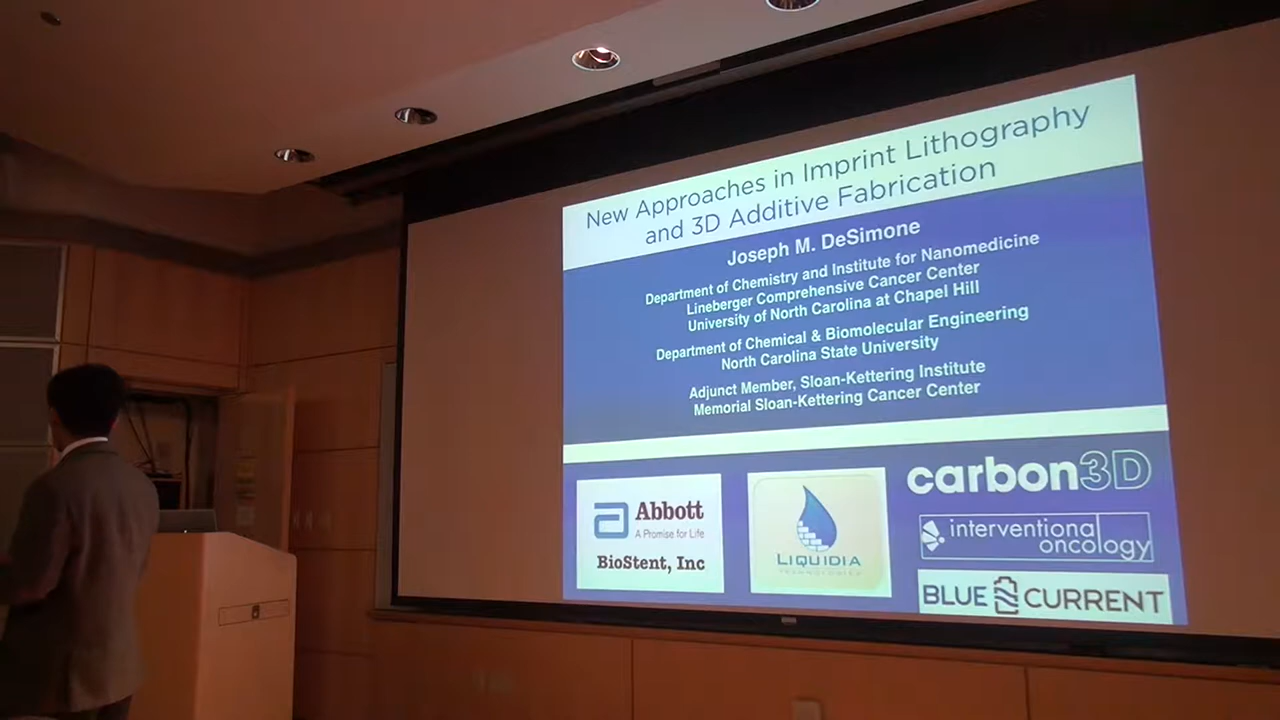 New Approaches in Imprint Lithography
and 3D Additive Fabrication
Joseph M. DeSimone
Department of Chemistry and Institute for Nanomedicine
Lineberger Comprehensive Cancer Center
University of North Carolina at Chapel Hill
Department of Chemical & Biomolecular Engineering
North Carolina State University
Adjunct Member, Sloan-Kettering Institute
Memorial Sloan-Kettering Cancer Center
Abbott
A Promise for Life
BioStent, Inc
LIQUIDIA
TECHNOLOGIES
carbon3D
interventional
oncology
BLUE CURRENT